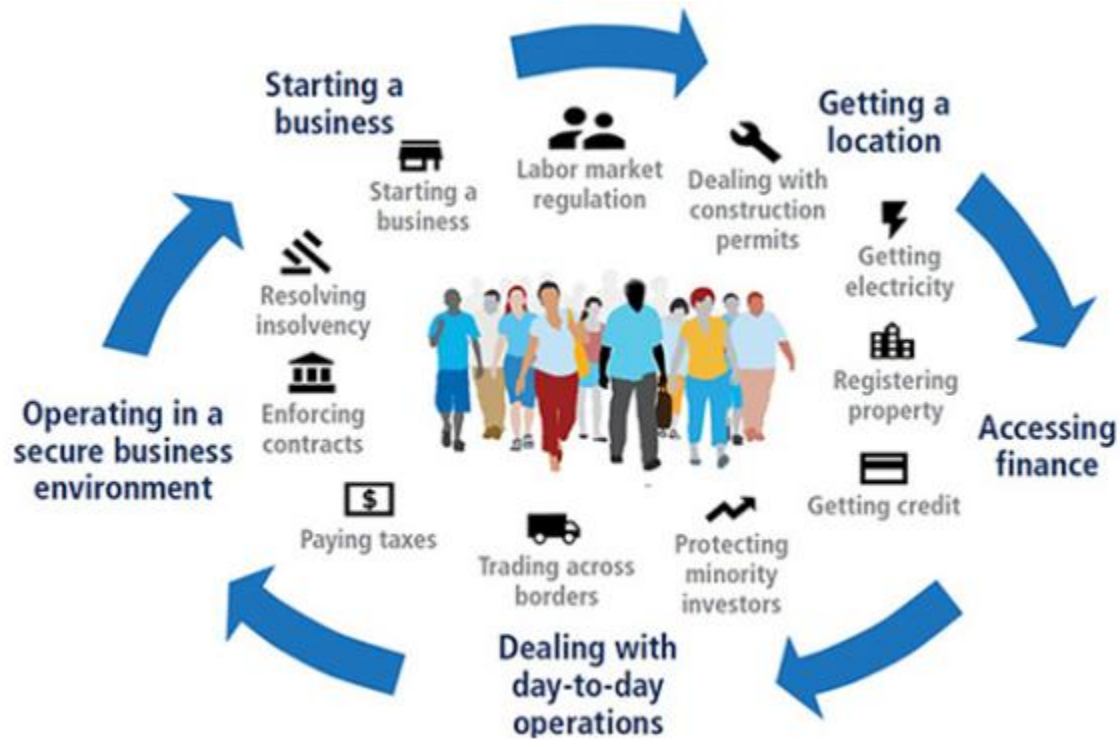 Starting a
business
Getting a
location
Starting a
business
Labor market
regulation
Dealing with
construction
permits
Getting
electricity
Registering
property
Getting credit
Accessing
finance
Protecting
minority
investors
Trading across
borders
Dealing with
day-to-day
operations
$
Paying taxes
Operating in a
secure business
environment
Enforcing
contracts
Resolving
insolvency